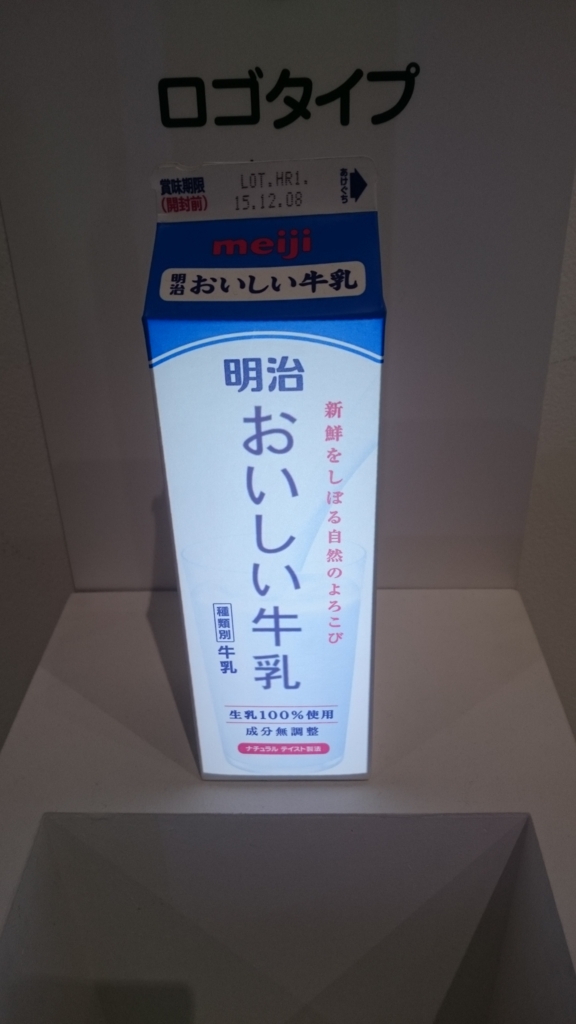 ロゴタイプ
賞味期限
(開封前)
LOT.HR1.
15.12.08
あけぐち
meiji
明治
おいしい牛乳
明治
おいしい牛乳
新鮮をしぼる自然のよろこび
種類別
牛乳
生乳100%使用
成分無調整
ナチュラル テイスト製法